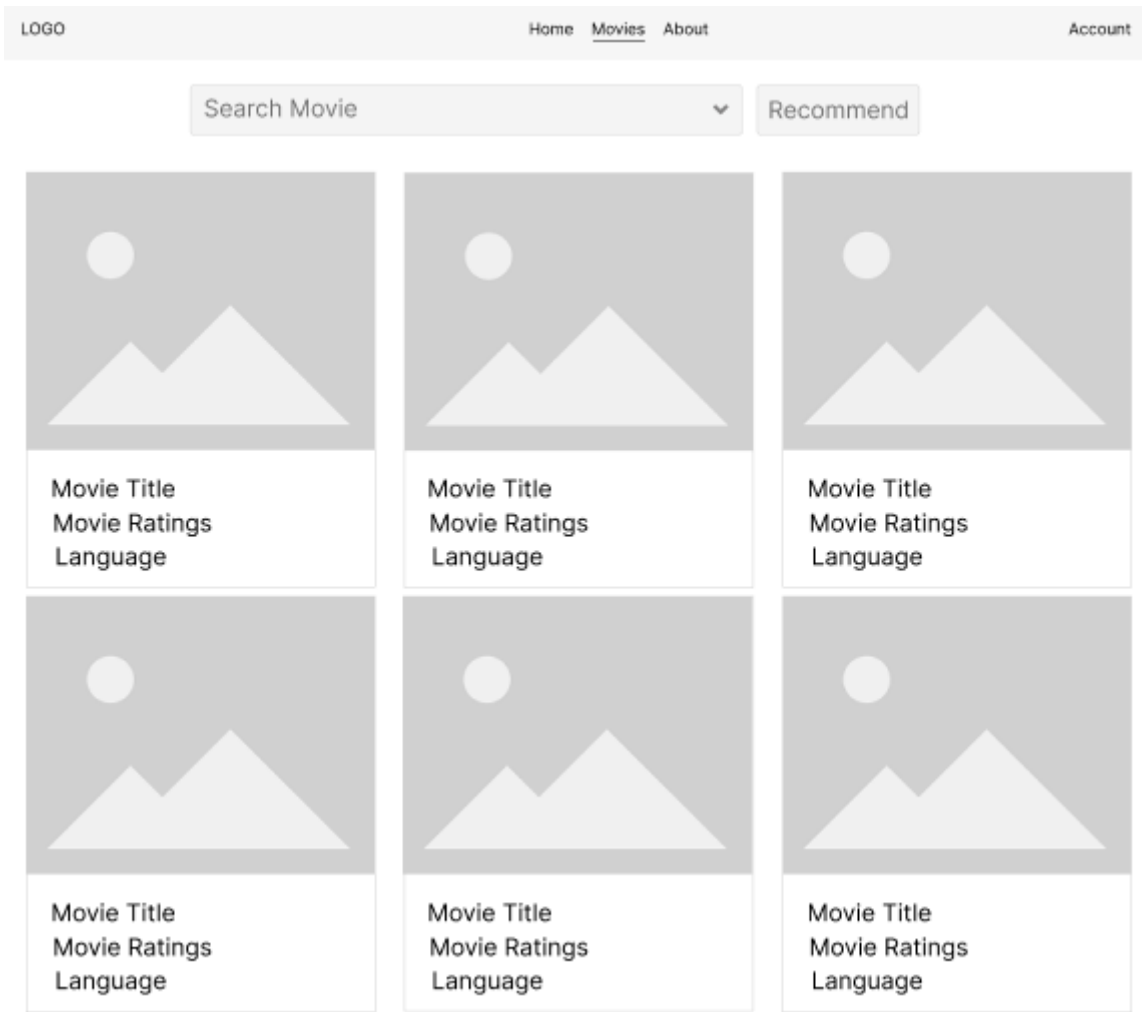 LOGO Home Movies About Account
Search Movie Recommend
Movie Title Movie Title Movie Title
Movie Ratings Movie Ratings Movie Ratings
Language Language Language
Movie Title Movie Title Movie Title
Movie Ratings Movie Ratings Movie Ratings
Language Language Language